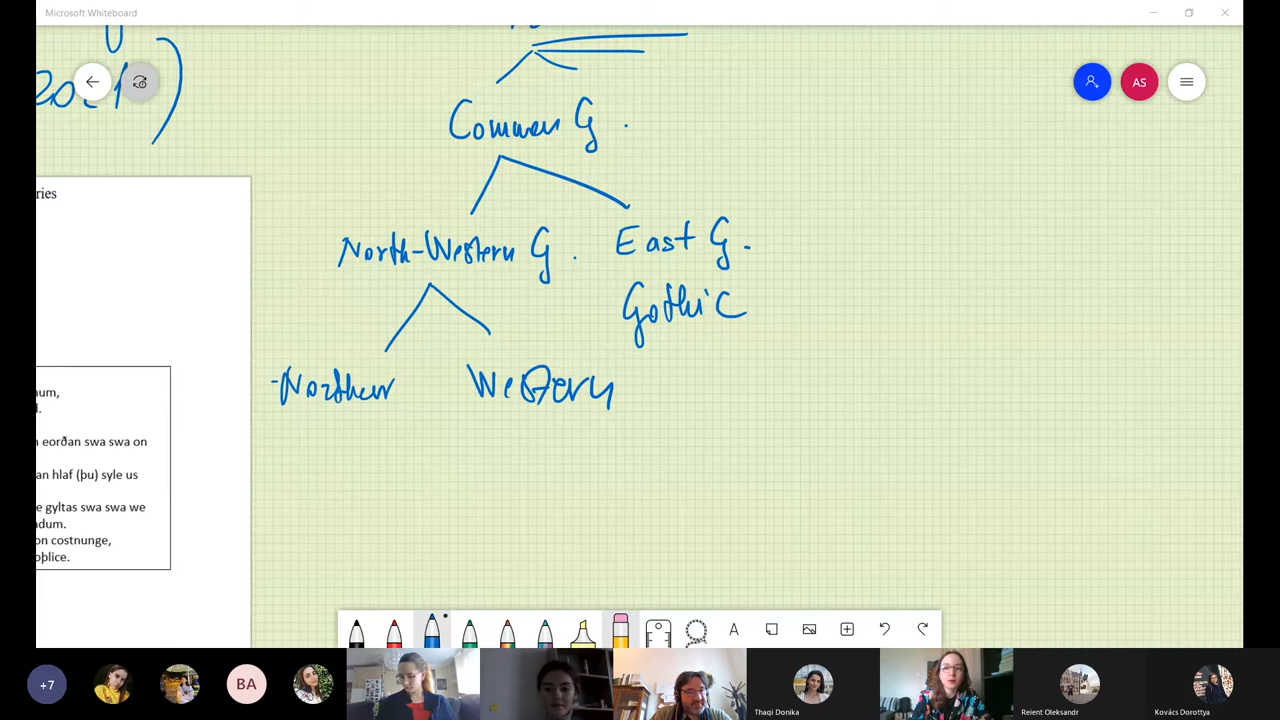 Microsoft Whiteboard
AS
Common G.
North-Western G.
East G.
Gothic
Northern
Western
ries
num,
d.
n eorðan swa swa on
an hlaf (þu) syle us
e gyltas swa swa we
ndum.
on costnunge,
oþlice.
A
+7
BA
Thaqi Donika
Reient Oleksandr
Kovács Dorottya